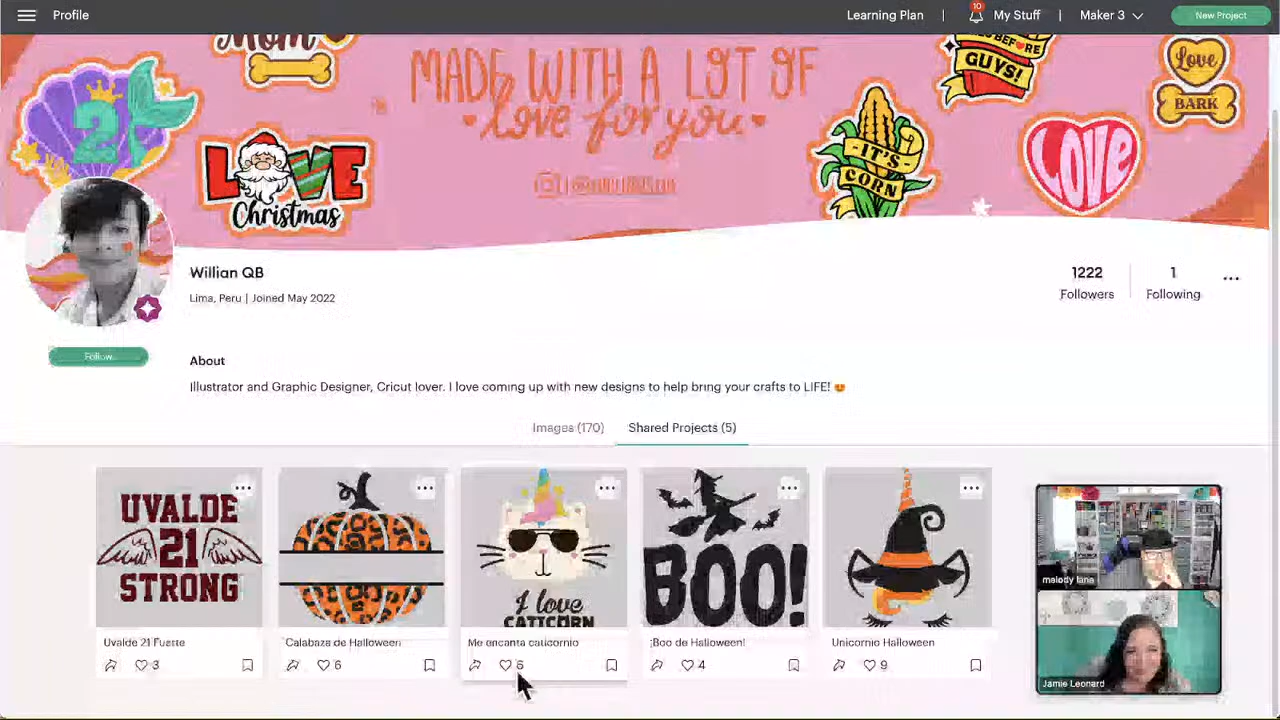 Profile
Learning Plan
10
My Stuff
Maker 3
New Project
Mom
MADE WITH A LOT OF
love for you
2
LOVE
Christmas
BEFORE
GUYS!
IT'S
CORN
LOVE
Love
BARK
Willian QB
Lima, Peru | Joined May 2022
1222
Followers
1
Following
Follow
About
Illustrator and Graphic Designer, Cricut lover. I love coming up with new designs to help bring your crafts to LIFE! 😍
Images (170)
Shared Projects (5)
UVALDE
21
STRONG
I love
CATICORN
BOO!
Uvalde 21 Fuerte
Calabaza de Halloween
Me encanta caticornio
¡Boo de Halloween!
Unicornio Halloween
3
6
6
4
9
melody lane
Jamie Leonard